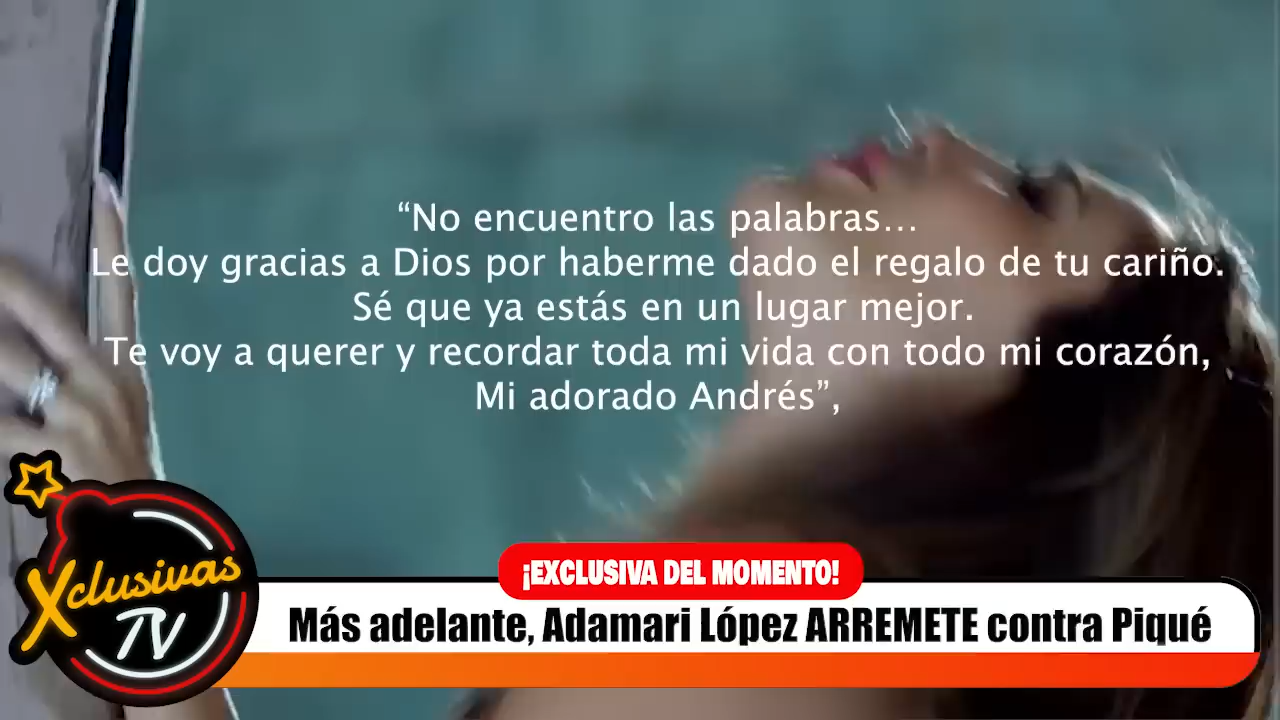 “No encuentro las palabras...
Le doy gracias a Dios por haberme dado el regalo de tu cariño.
Sé que ya estás en un lugar mejor.
Te voy a querer y recordar toda mi vida con todo mi corazón,
Mi adorado Andrés”,
Xclusivas
TV
¡EXCLUSIVA DEL MOMENTO!
Más adelante, Adamari López ARREMETE contra Piqué